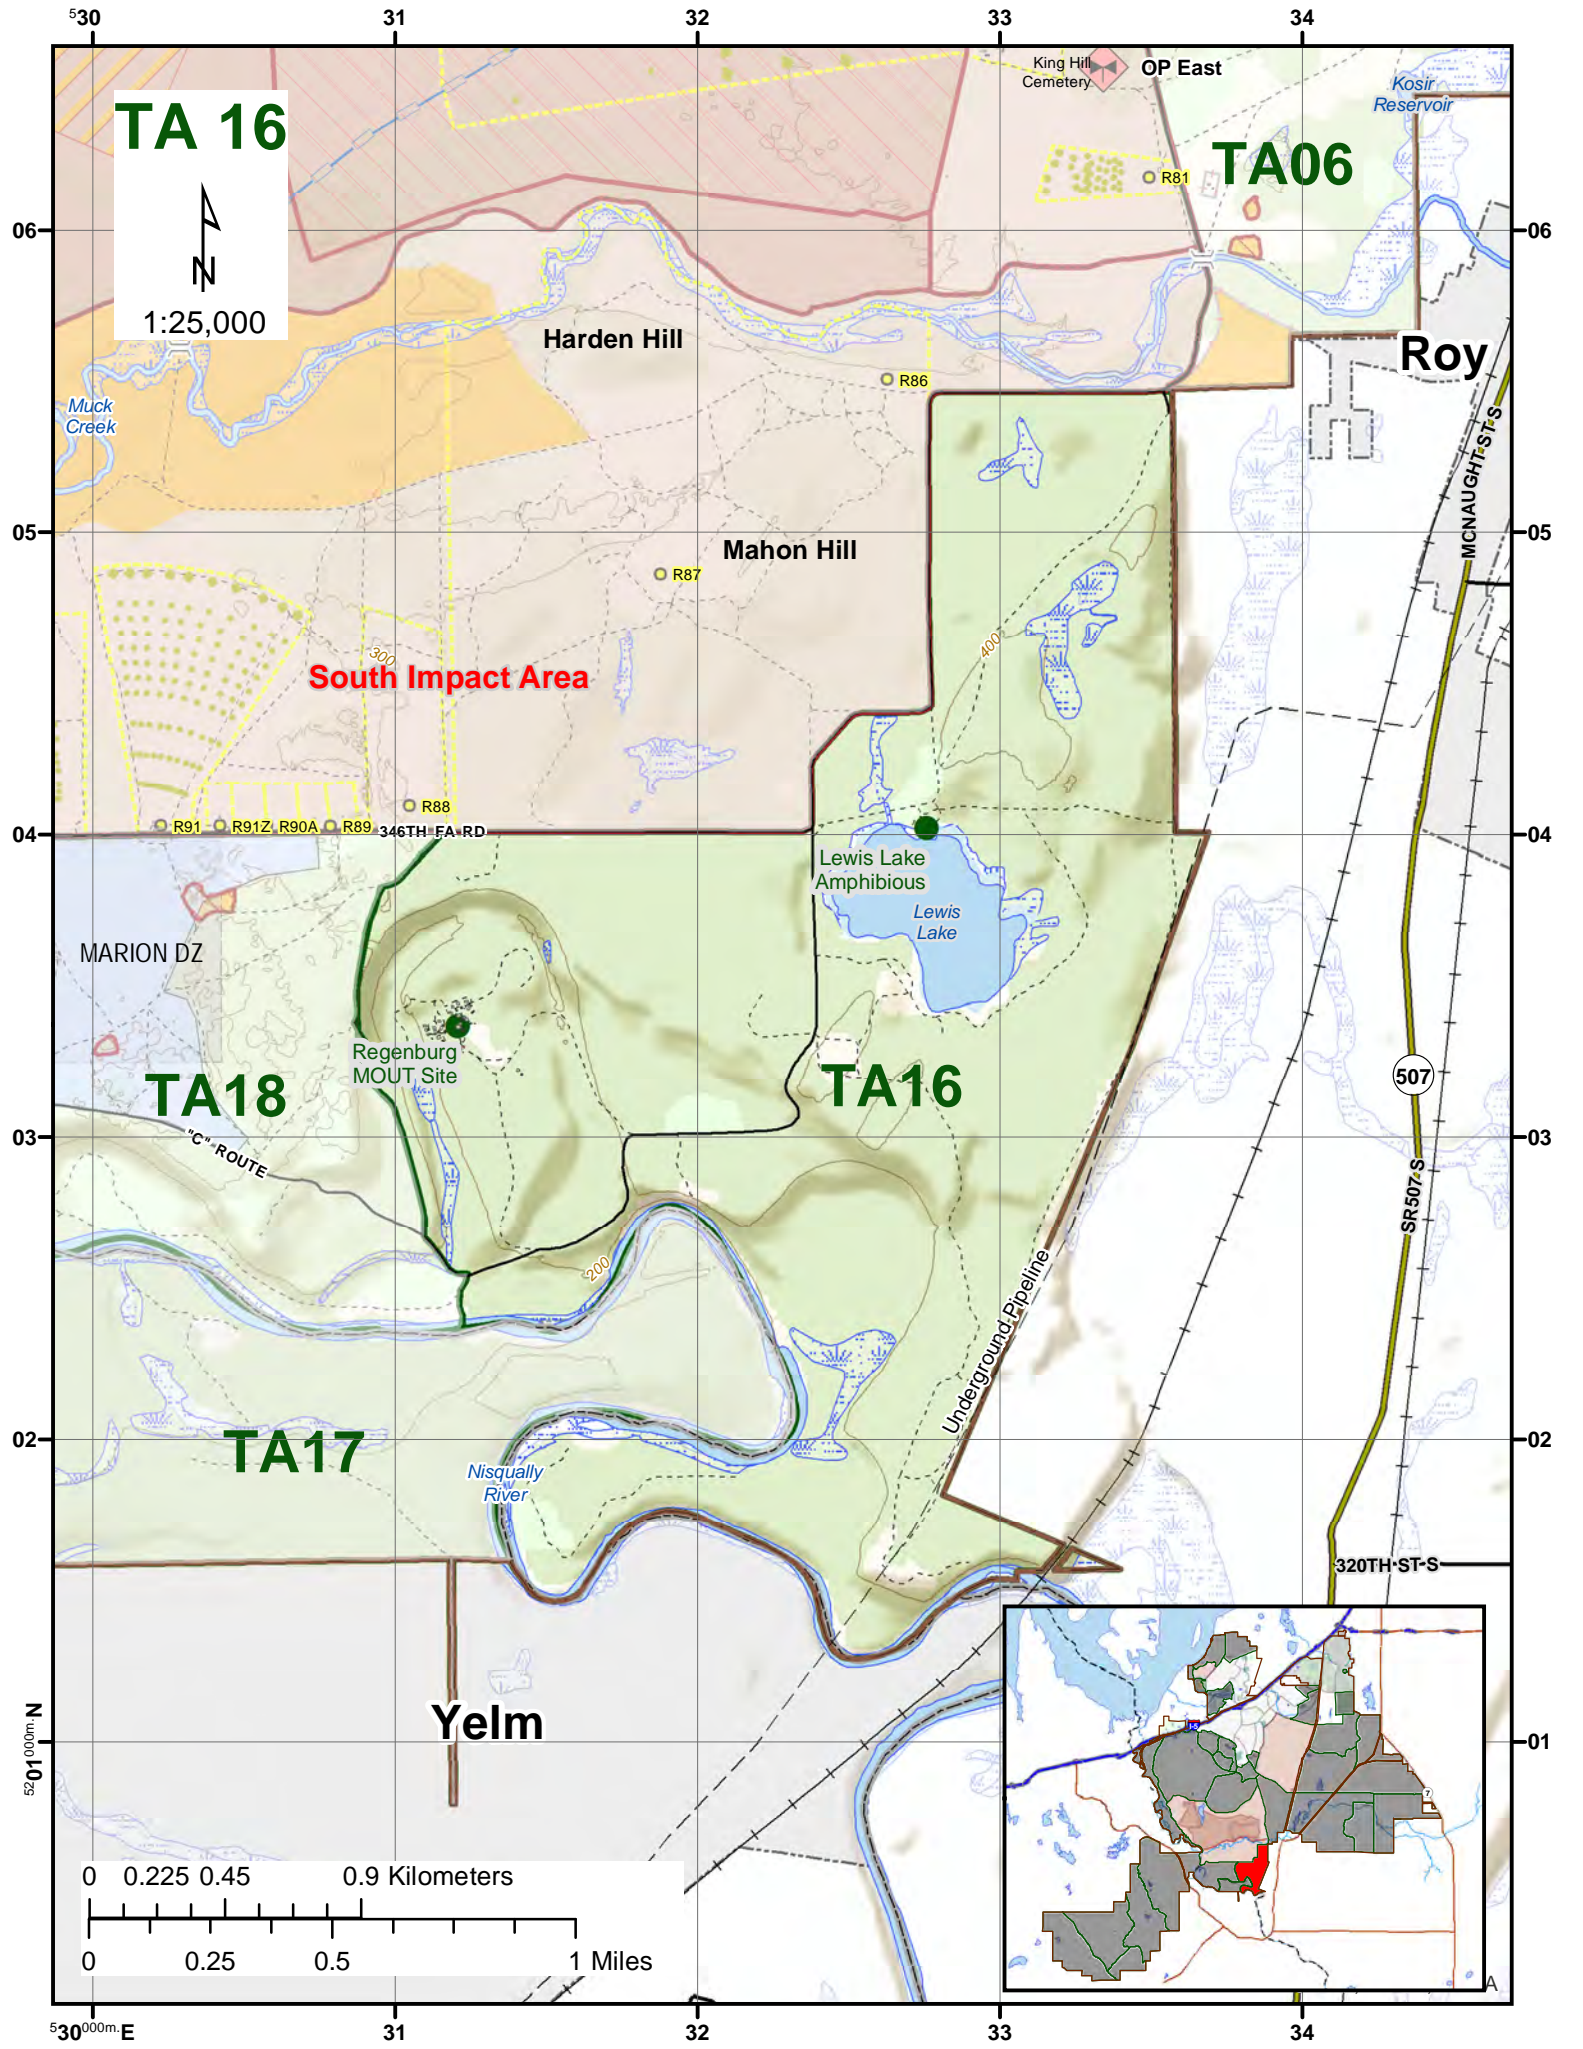 530
31
32
33
34
King Hill
Cemetery
OP East
Kosir
Reservoir
TA 16
N
1:25,000
TA06
R81
06
06
Harden Hill
Roy
R86
Muck
Creek
MCNAUGHT ST S
05
05
Mahon Hill
R87
400
300
South Impact Area
R88
R91
R91Z
R90A
R89
346TH FA RD
04
04
Lewis Lake
Amphibious
Lewis
Lake
MARION DZ
Regenburg
MOUT Site
TA18
TA16
507
03
03
"C" ROUTE
SR507 S
200
Underground Pipeline
TA17
02
02
Nisqually
River
320TH ST S
Yelm
5201000m. N
01
I-5
7
0 0.225 0.45 0.9 Kilometers
0 0.25 0.5 1 Miles
A
530000m. E
31
32
33
34